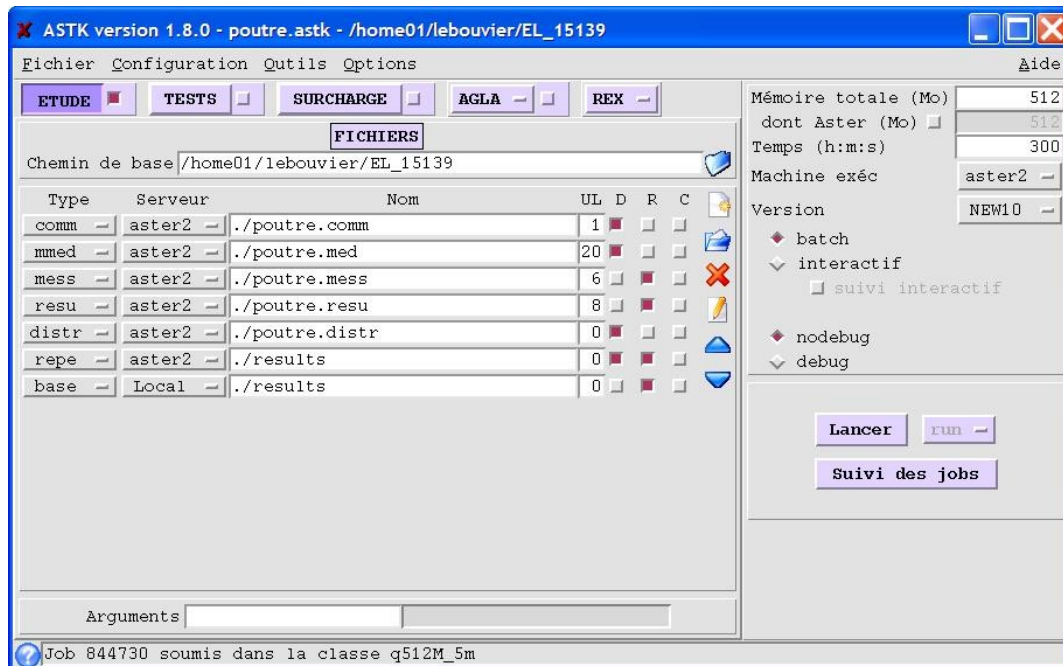 ASTK version 1.8.0 - poutre.astk - /home01/lebouvier/EL_15139
Fichier Configuration Outils Options Aide
ETUDE TESTS SURCHARGE AGLA REX
FICHIERS
Chemin de base /home01/lebouvier/EL_15139
Type Serveur Nom UL D R C
comm aster2 ./poutre.comm 1
mmed aster2 ./poutre.med 20
mess aster2 ./poutre.mess 6
resu aster2 ./poutre.resu 8
distr aster2 ./poutre.distr 0
repe aster2 ./results 0
base Local ./results 0
Arguments
Mémoire totale (Mo) 512
dont Aster (Mo) 512
Temps (h:m:s) 300
Machine exéc aster2
Version NEW10
batch
interactif
suivi interactif
nodebug
debug
Lancer run
Suivi des jobs
Job 844730 soumis dans la classe q512M_5m